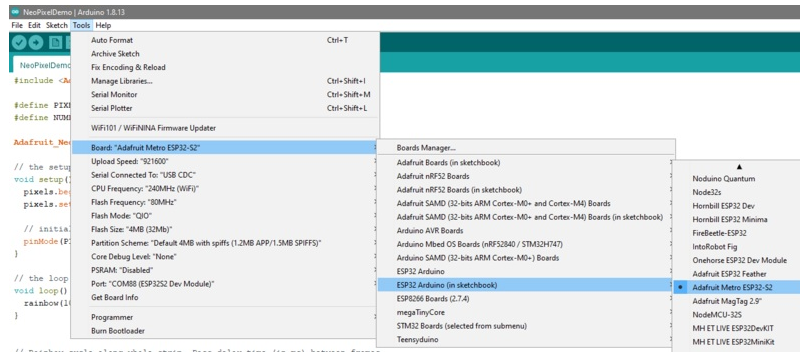 NeoPixelDemo | Arduino 1.8.13
File Edit Sketch Tools Help
NeoPixelDemo
#include <A
#define PIX
#define NUM
Adafruit_Ne
// the setup
void setup()
pixels.be
pixels.se
// initia
pinMode(P
}
// the loop
void loop()
rainbow(10
}
Auto Format Ctrl+T
Archive Sketch
Fix Encoding & Reload
Manage Libraries... Ctrl+Shift+I
Serial Monitor Ctrl+Shift+M
Serial Plotter Ctrl+Shift+L
WiFi101 / WiFiNINA Firmware Updater
Board: "Adafruit Metro ESP32-S2"
Upload Speed: "921600"
Serial Connected To: "USB CDC"
CPU Frequency: "240MHz (WiFi)"
Flash Frequency: "80MHz"
Flash Mode: "QIO"
Flash Size: "4MB (32Mb)"
Partition Scheme: "Default 4MB with spiffs (1.2MB APP/1.5MB SPIFFS)"
Core Debug Level: "None"
PSRAM: "Disabled"
Port: "COM88 (ESP32S2 Dev Module)"
Get Board Info
Programmer
Burn Bootloader
Boards Manager...
Adafruit Boards (in sketchbook)
Adafruit nRF52 Boards
Adafruit nRF52 Boards (in sketchbook)
Adafruit SAMD (32-bits ARM Cortex-M0+ and Cortex-M4) Boards
Adafruit SAMD (32-bits ARM Cortex-M0+ and Cortex-M4) Boards (in sketchbook)
Arduino AVR Boards
Arduino Mbed OS Boards (nRF52840 / STM32H747)
Arduino SAMD (32-bits ARM Cortex-M0+) Boards
ESP32 Arduino
ESP32 Arduino (in sketchbook)
ESP8266 Boards (2.7.4)
megaTinyCore
STM32 Boards (selected from submenu)
Teensyduino
Noduino Quantum
Node32s
Hornbill ESP32 Dev
Hornbill ESP32 Minima
FireBeetle-ESP32
IntoRobot Fig
Onehorse ESP32 Dev Module
Adafruit ESP32 Feather
Adafruit Metro ESP32-S2
Adafruit MagTag 2.9"
NodeMCU-32S
MH ET LIVE ESP32DevKIT
MH ET LIVE ESP32MiniKit